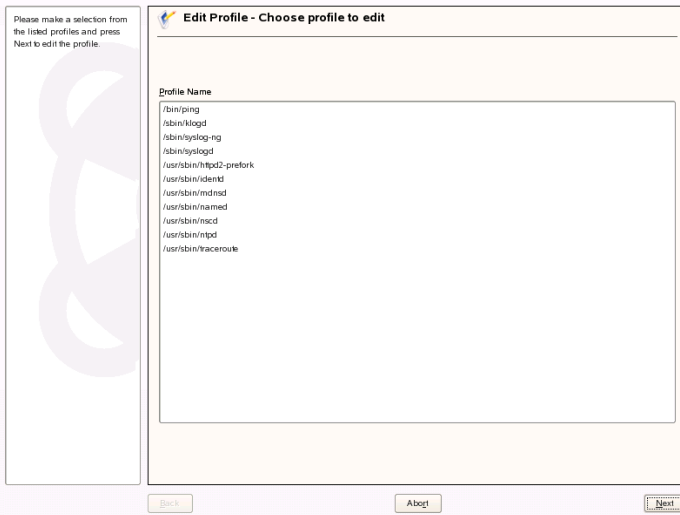 Please make a selection from
the listed profiles and press
Next to edit the profile.
Edit Profile - Choose profile to edit
Profile Name
/bin/ping
/sbin/klogd
/sbin/syslog-ng
/sbin/syslogd
/usr/sbin/httpd2-prefork
/usr/sbin/identd
/usr/sbin/mdnsd
/usr/sbin/named
/usr/sbin/nscd
/usr/sbin/ntpd
/usr/sbin/traceroute
Back
Abort
Next